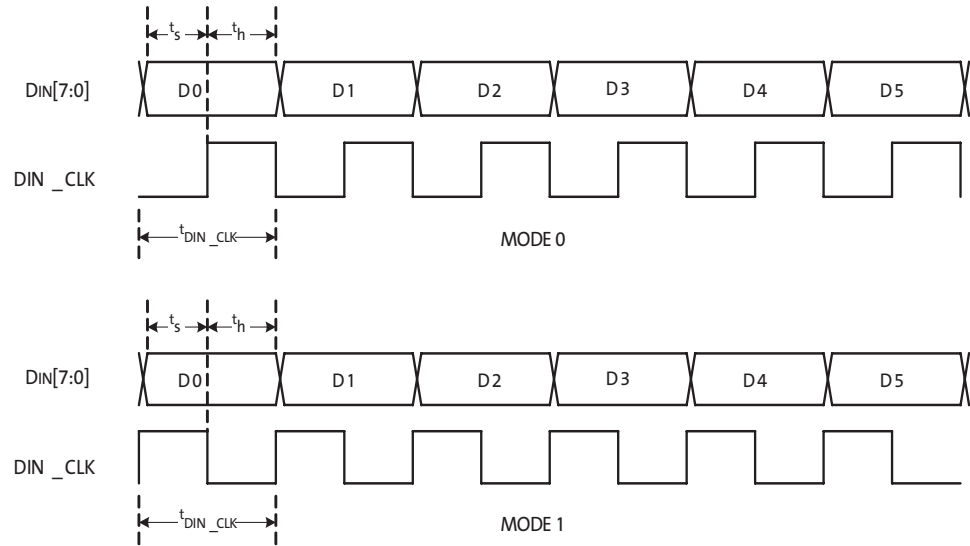 ts th
DIN[7:0] D0 D1 D2 D3 D4 D5
DIN _CLK
tDIN _CLK MODE 0
ts th
DIN[7:0] D0 D1 D2 D3 D4 D5
DIN _CLK
tDIN _CLK MODE 1